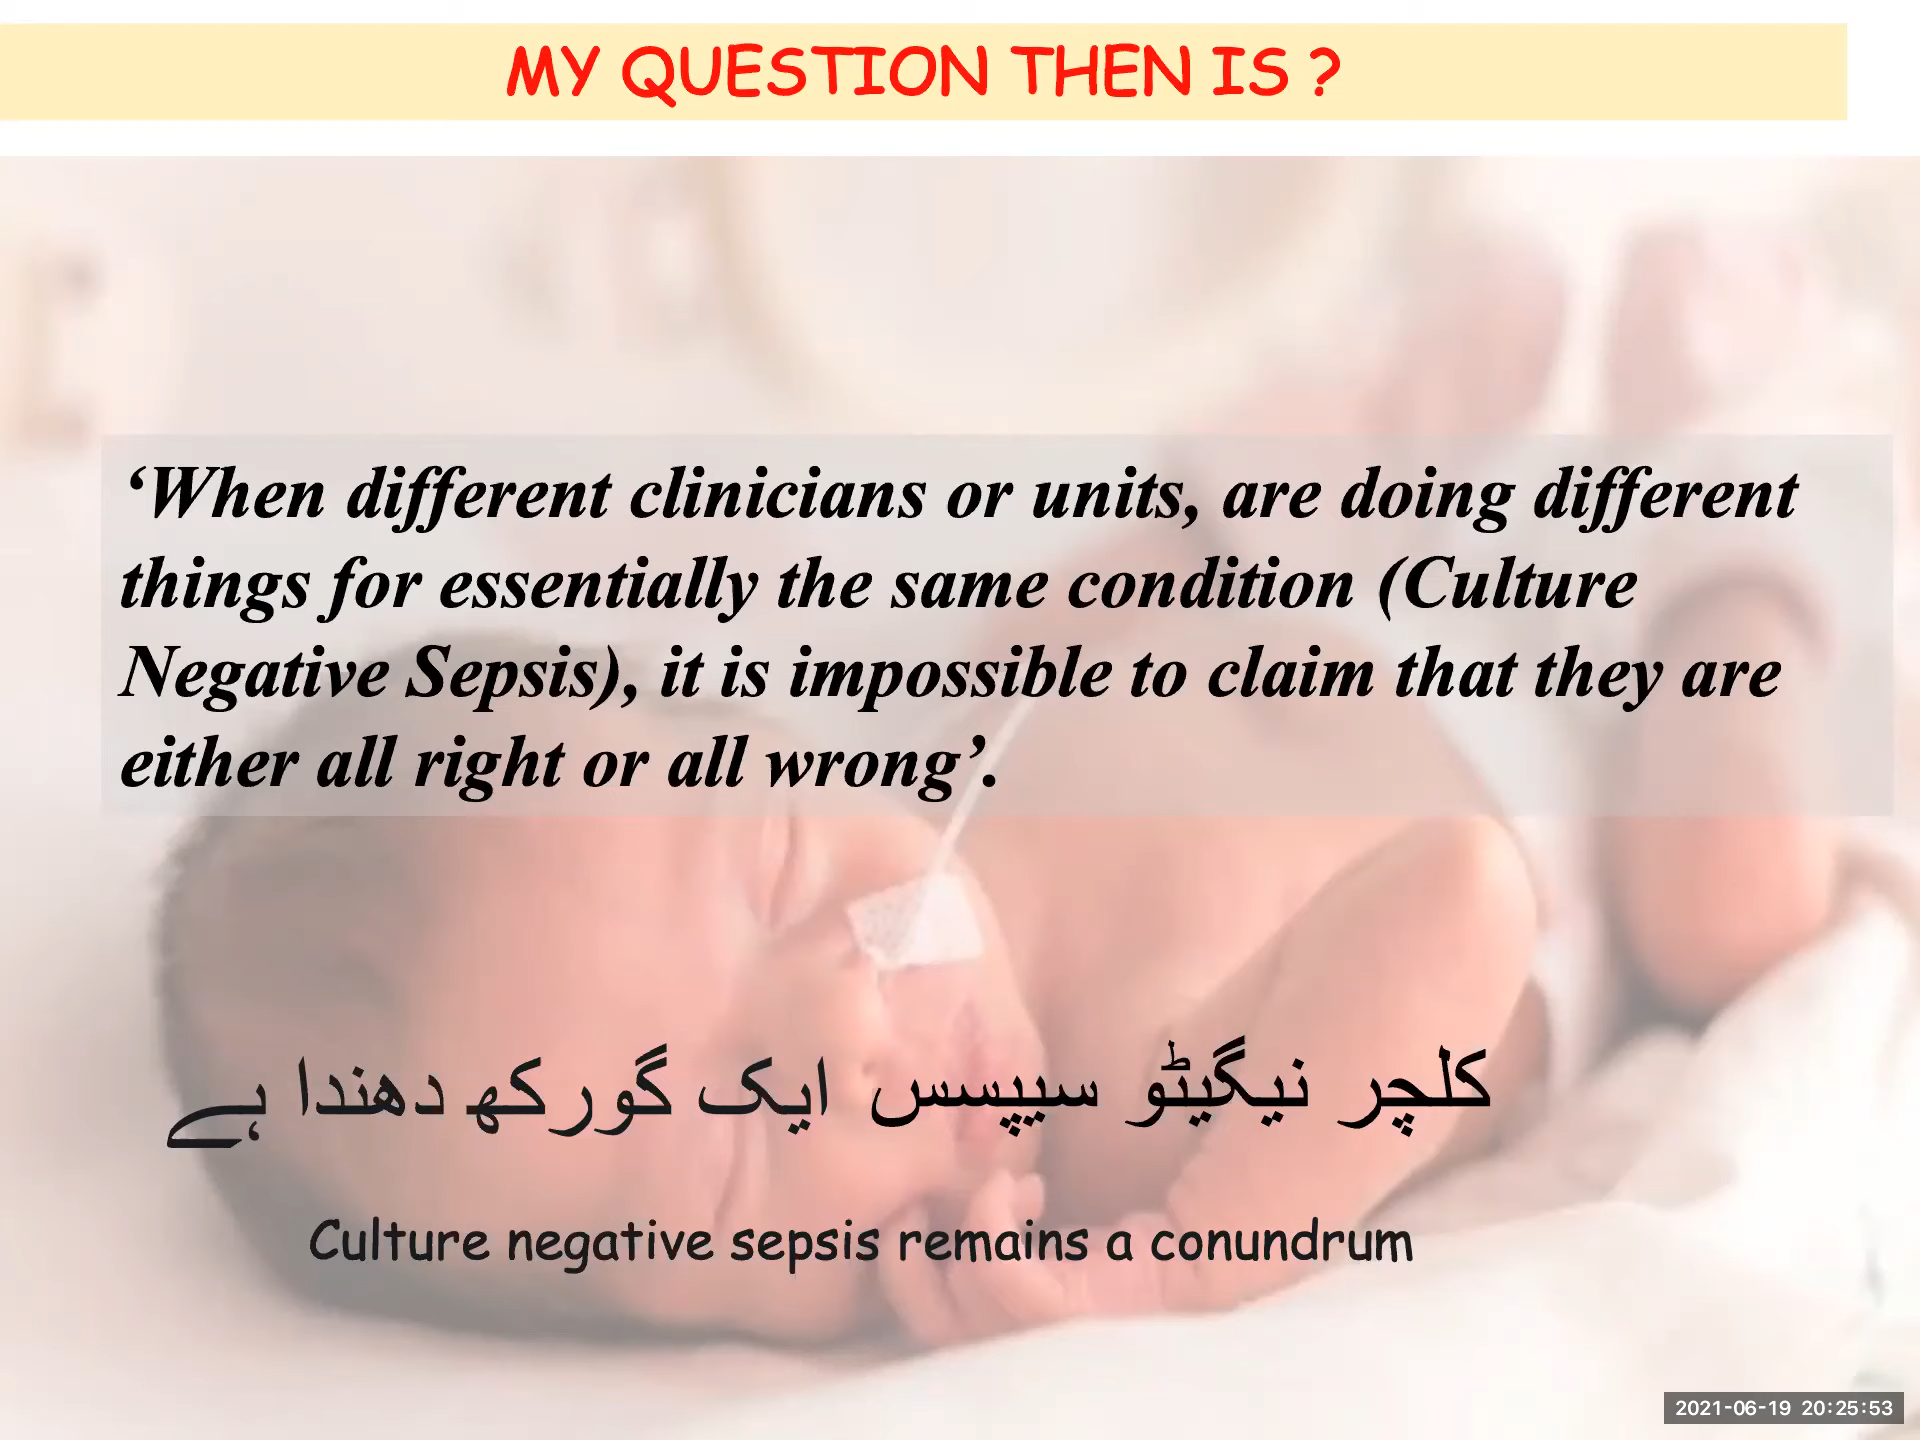 MY QUESTION THEN IS ?
‘When different clinicians or units, are doing different
things for essentially the same condition (Culture
Negative Sepsis), it is impossible to claim that they are
either all right or all wrong’.
کلچر نیگیٹو سیپسس ایک گورکھ دھندا ہے
Culture negative sepsis remains a conundrum
2021-06-19 20:25:53